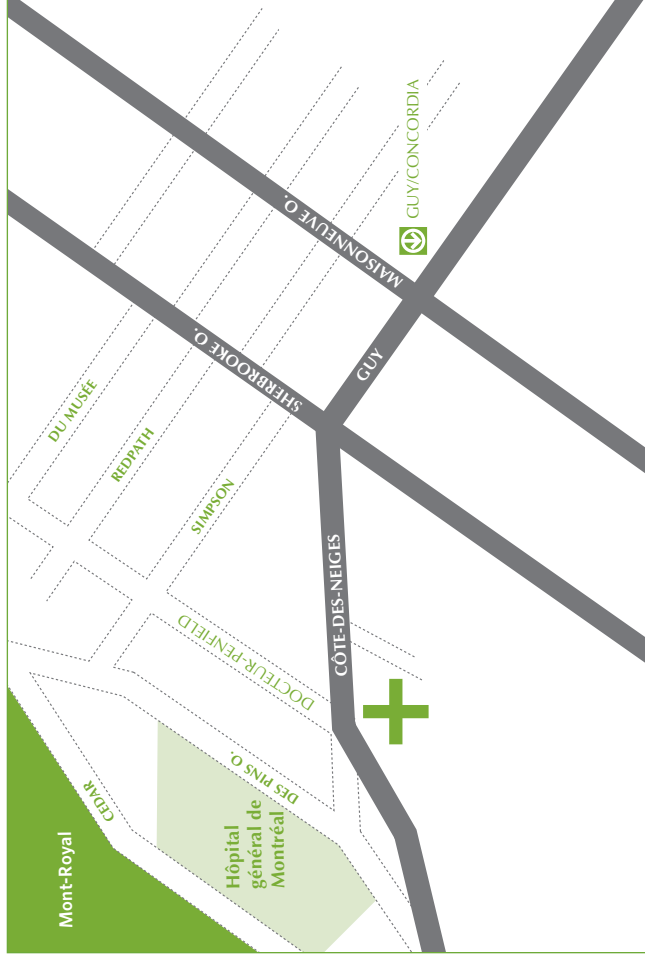 DU MUSÉE
REDPATH
SIMPSON
SHERBROOKE O.
MAISONNEUVE O.
GUY/CONCORDIA
GUY
CÔTE-DES-NEIGES
DOCTEUR-PENFIELD
DES PINS O.
CEDAR
Mont-Royal
Hôpital
général de
Montréal